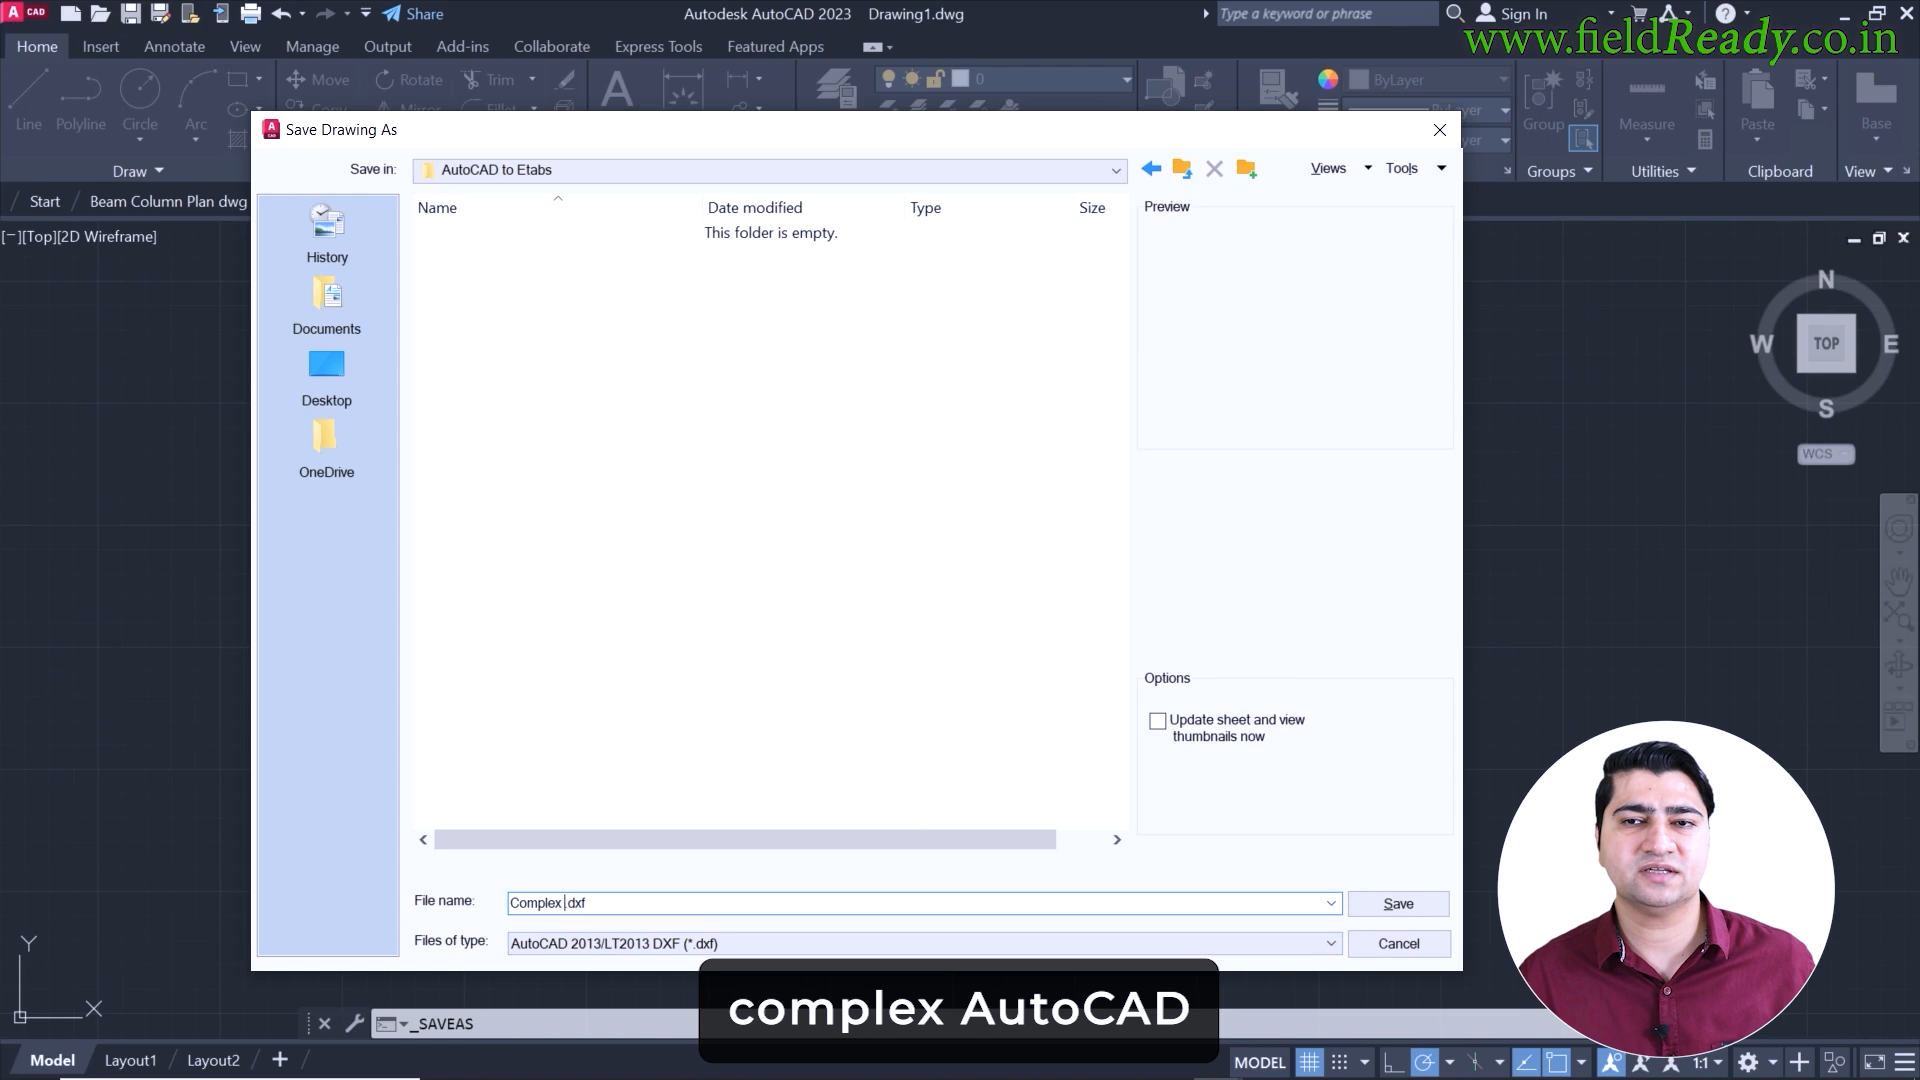 A CAD
Share
Autodesk AutoCAD 2023 Drawing1.dwg
Type a keyword or phrase
Sign In
www.fieldReady.co.in
Home Insert Annotate View Manage Output Add-ins Collaborate Express Tools Featured Apps
Move Rotate Trim
0
ByLayer
Line Polyline Circle Arc
Group Measure Paste Base
Draw
Groups Utilities Clipboard View
Start Beam Column Plan dwg
[−][Top][2D Wireframe]
Save Drawing As
Save in: AutoCAD to Etabs
Views Tools
Name Date modified Type Size
This folder is empty.
Preview
History
Documents
Desktop
OneDrive
Options
Update sheet and view
thumbnails now
File name: Complex .dxf
Save
Files of type: AutoCAD 2013/LT2013 DXF (*.dxf)
Cancel
N
W TOP E
S
WCS
Y
X
_SAVEAS
complex AutoCAD
Model Layout1 Layout2
MODEL
1:1